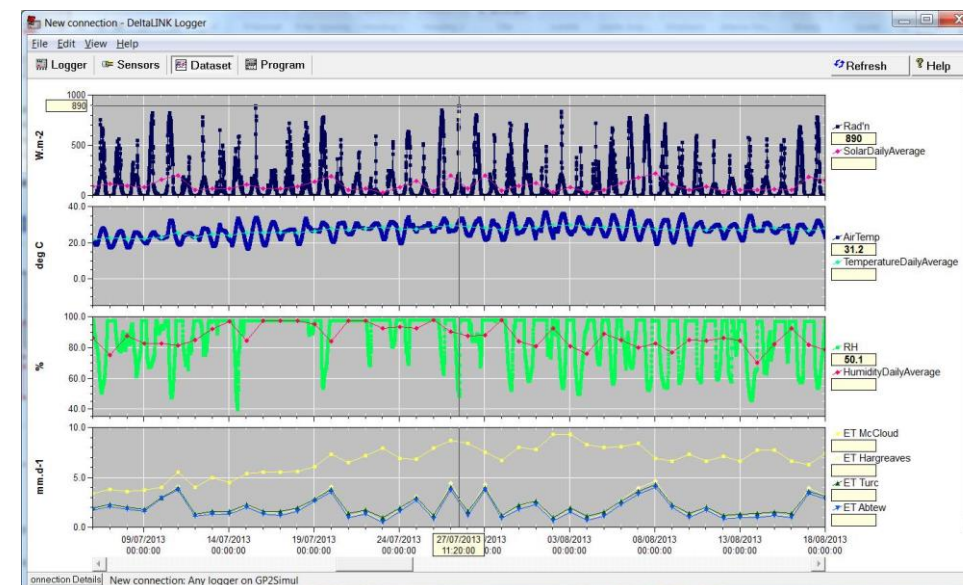 New connection - DeltaLINK Logger
File Edit View Help
Logger Sensors Dataset Program Refresh Help
1000
890
500
0
W.m-2
Rad'n
890
SolarDailyAverage
40.0
20.0
0.0
deg C
AirTemp
31.2
TemperatureDailyAverage
100.0
80.0
60.0
40.0
%
RH
50.1
HumidityDailyAverage
10.0
5.0
0.0
mm.d-1
ET McCloud
ET Hargreaves
ET Turc
ET Abtew
09/07/2013 14/07/2013 19/07/2013 24/07/2013 27/07/2013 /2013 03/08/2013 08/08/2013 13/08/2013 18/08/2013
00:00:00 00:00:00 00:00:00 00:00:00 11:20:00 0:00 00:00:00 00:00:00 00:00:00 00:00:00
onnection Details New connection: Any logger on GP2Simul